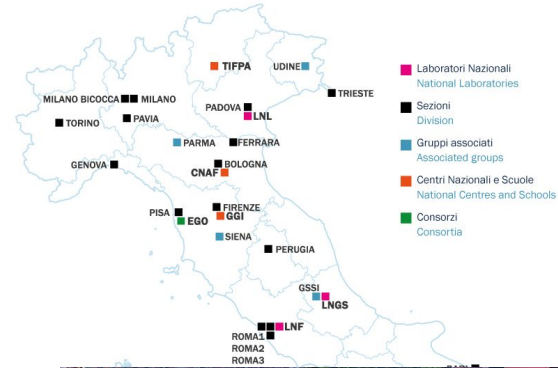 TIFPA
UDINE
TRIESTE
MILANO BICOCCA
MILANO
PADOVA
LNL
TORINO
PAVIA
PARMA
FERRARA
GENOVA
BOLOGNA
CNAF
PISA
FIRENZE
EGO
GGI
SIENA
PERUGIA
GSSI
LNGS
LNF
ROMA1
ROMA2
ROMA3
Laboratori Nazionali
National Laboratories
Sezioni
Division
Gruppi associati
Associated groups
Centri Nazionali e Scuole
National Centres and Schools
Consorzi
Consortia